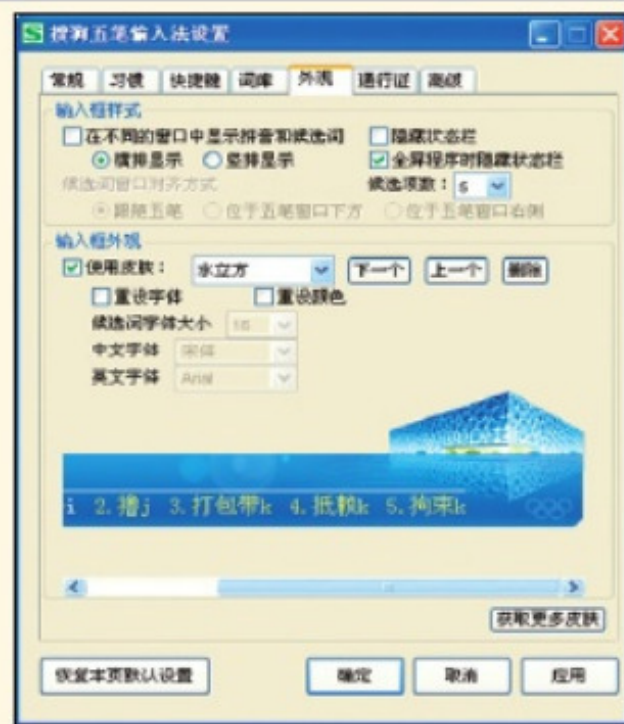 搜狗五笔输入法设置
常规 习惯 快捷键 词库 外观 通行证 高级
输入框样式
在不同的窗口中显示拼音和候选词 隐藏状态栏
横排显示 竖排显示 全屏程序时隐藏状态栏
候选词窗口对齐方式 候选项数: 5
跟随五笔 位于五笔窗口下方 位于五笔窗口右侧
输入框外观
使用皮肤: 水立方 下一个 上一个 删除
重设字体 重设颜色
候选词字体大小 16
中文字体 宋体
英文字体 Arial
i 2.撸j 3.打包带k 4.抵赖k 5.拘束k
获取更多皮肤
恢复本页默认设置 确定 取消 应用